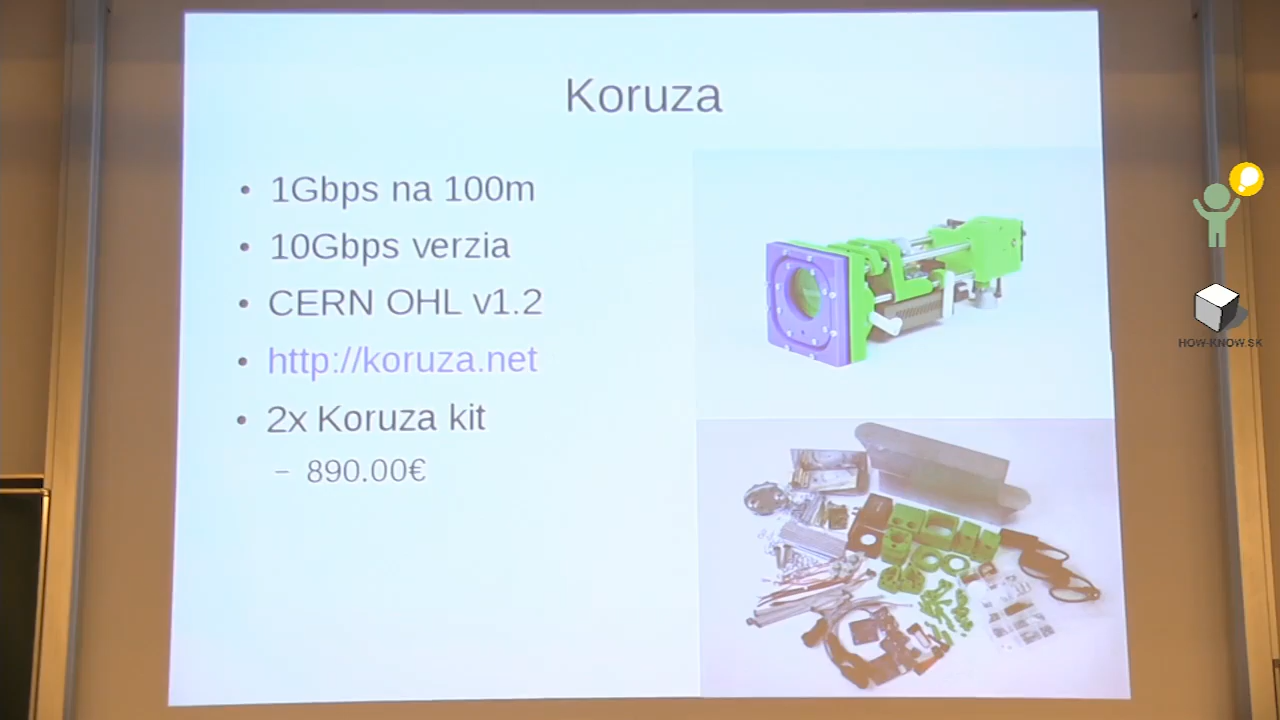 Koruza
• 1Gbps na 100m
• 10Gbps verzia
• CERN OHL v1.2
• http://koruza.net
• 2x Koruza kit
– 890.00€
HOW-KNOW.SK